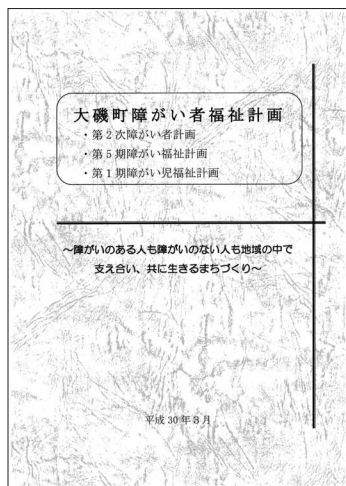 大磯町障がい者福祉計画
・第2次障がい者計画
・第5期障がい福祉計画
・第1期障がい児福祉計画
～障がいのある人も障がいのない人も地域の中で
支え合い、共に生きるまちづくり～
平成30年3月